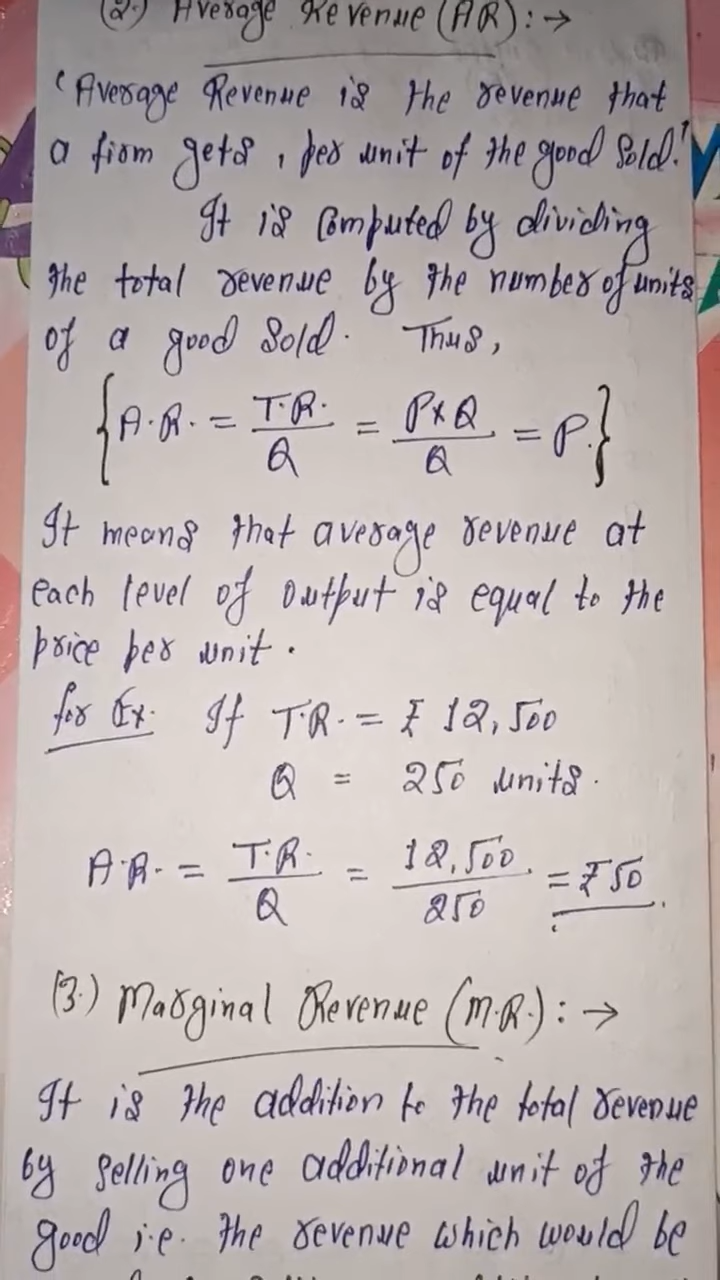 (2.) Average Revenue (AR) : →
'Average Revenue is the revenue that
a firm gets, per unit of the good sold.'
It is computed by dividing
the total revenue by the number of units
of a good sold. Thus,
{A.R. = T.R. / Q = P×Q / Q = P.}
It means that average revenue at
each level of output is equal to the
price per unit.
for Ex. If T.R. = ₹ 12,500
Q = 250 units.
A.R. = T.R. / Q = 12,500 / 250 = ₹50.
(3.) Marginal Revenue (M.R.) : →
It is the addition to the total revenue
by selling one additional unit of the
good i.e. the revenue which would be